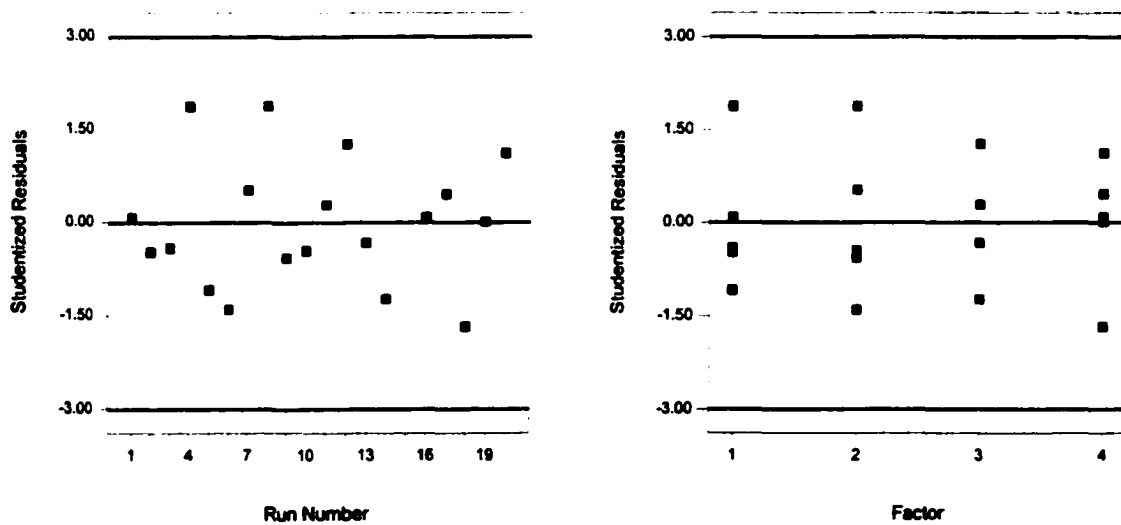 3.00
1.50
0.00
-1.50
-3.00
Studentized Residuals
1 4 7 10 13 16 19
Run Number
3.00
1.50
0.00
-1.50
-3.00
Studentized Residuals
1 2 3 4
Factor